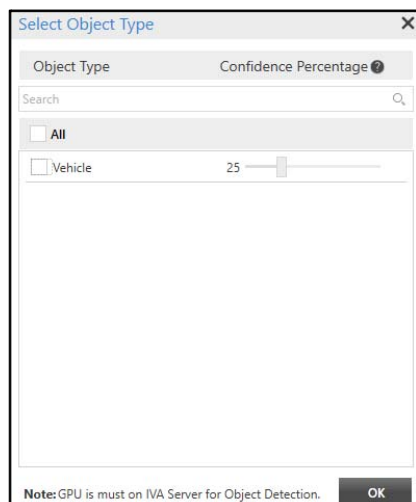 Select Object Type
Object Type Confidence Percentage ?
Search
All
Vehicle 25
Note: GPU is must on IVA Server for Object Detection. OK